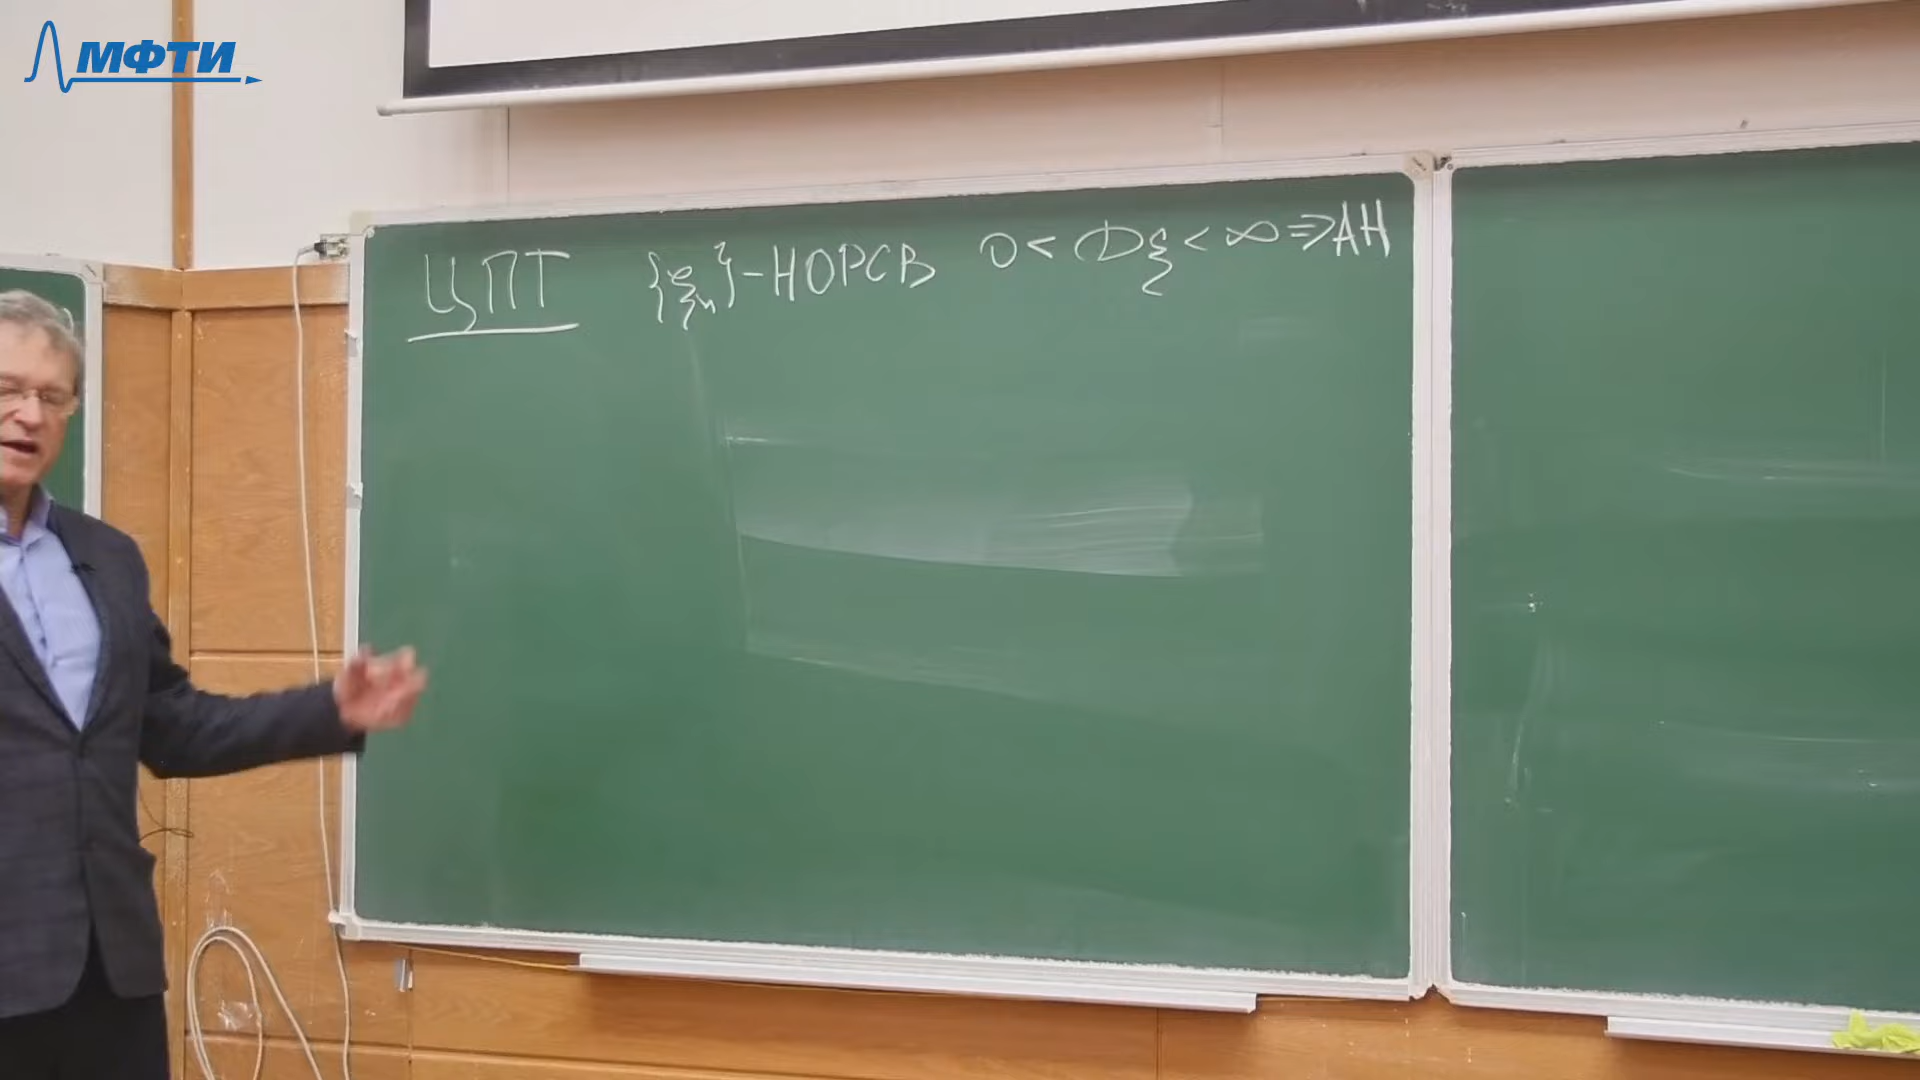 МФТИ
ЦПТ {ξₙ} - НОРСВ 0 < Dξ < ∞ ⇒ АН